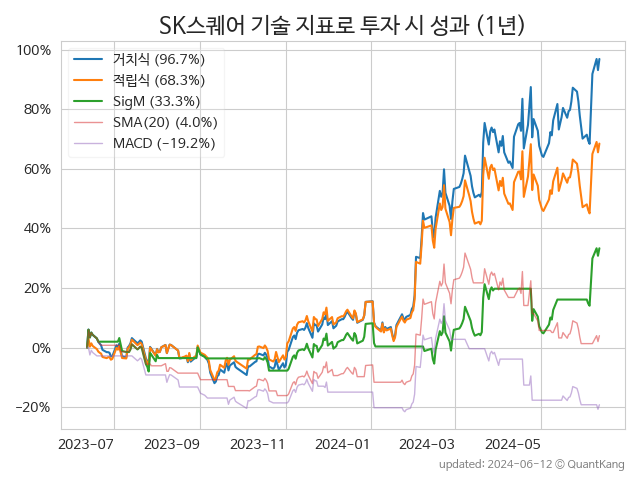 SK스퀘어 기술 지표로 투자 시 성과 (1년)
100%
80%
60%
40%
20%
0%
−20%
거치식 (96.7%)
적립식 (68.3%)
SigM (33.3%)
SMA(20) (4.0%)
MACD (−19.2%)
2023-07
2023-09
2023-11
2024-01
2024-03
2024-05
updated: 2024-06-12 © QuantKang